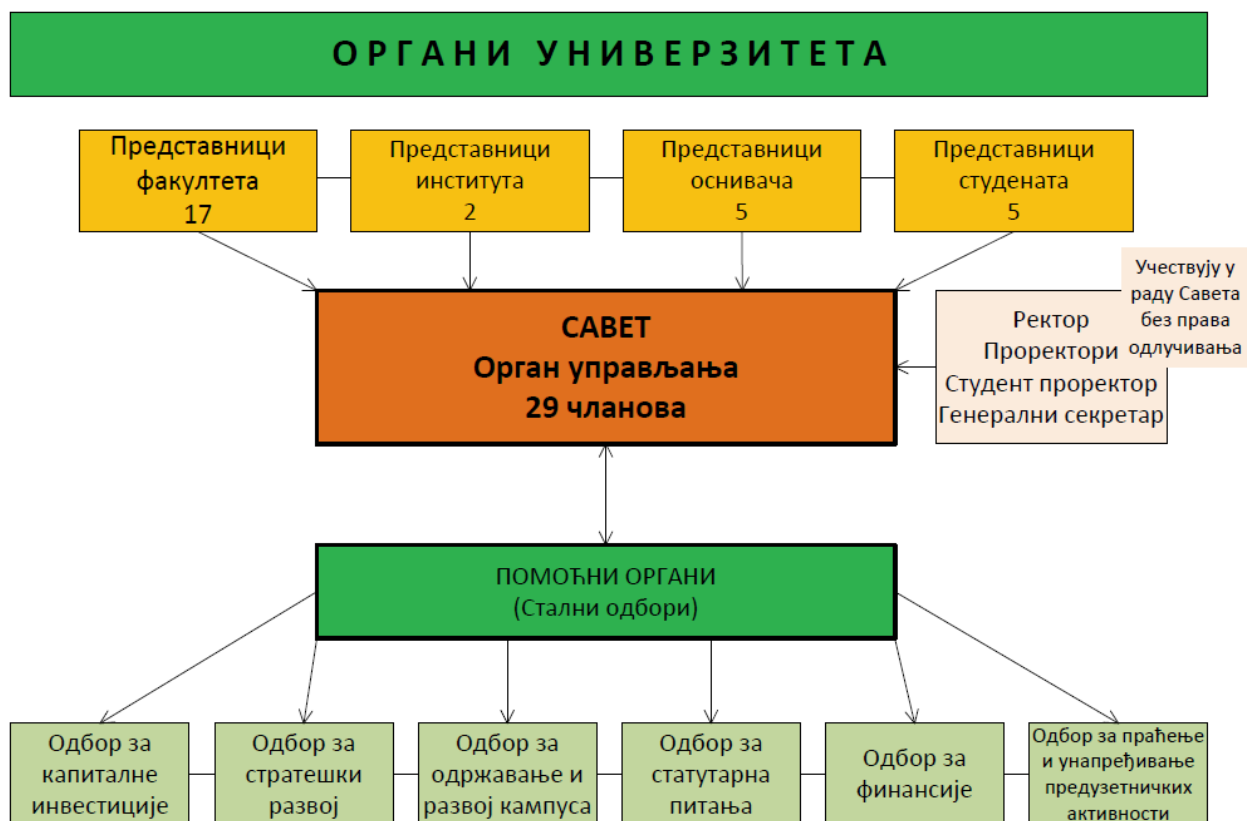 ОРГАНИ УНИВЕРЗИТЕТА
Представници
факултета
17
Представници
института
2
Представници
оснивача
5
Представници
студената
5
САВЕТ
Орган управљања
29 чланова
Учествују у
раду Савета
без права
одлучивања
Ректор
Проректори
Студент проректор
Генерални секретар
ПОМОЋНИ ОРГАНИ
(Стални одбори)
Одбор за
капиталне
инвестиције
Одбор за
стратешки
развој
Одбор за
одржавање и
развој кампуса
Одбор за
статутарна
питања
Одбор за
финансије
Одбор за праћење
и унапређивање
предузетничких
активности